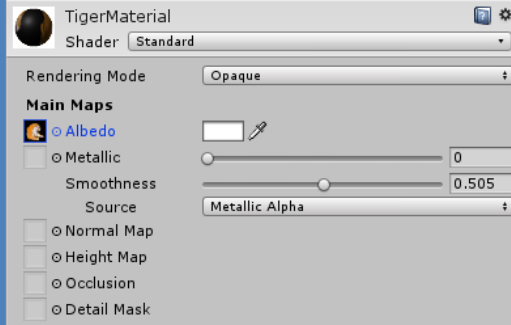 TigerMaterial
Shader Standard
Rendering Mode Opaque
Main Maps
Albedo
Metallic 0
Smoothness 0.505
Source Metallic Alpha
Normal Map
Height Map
Occlusion
Detail Mask